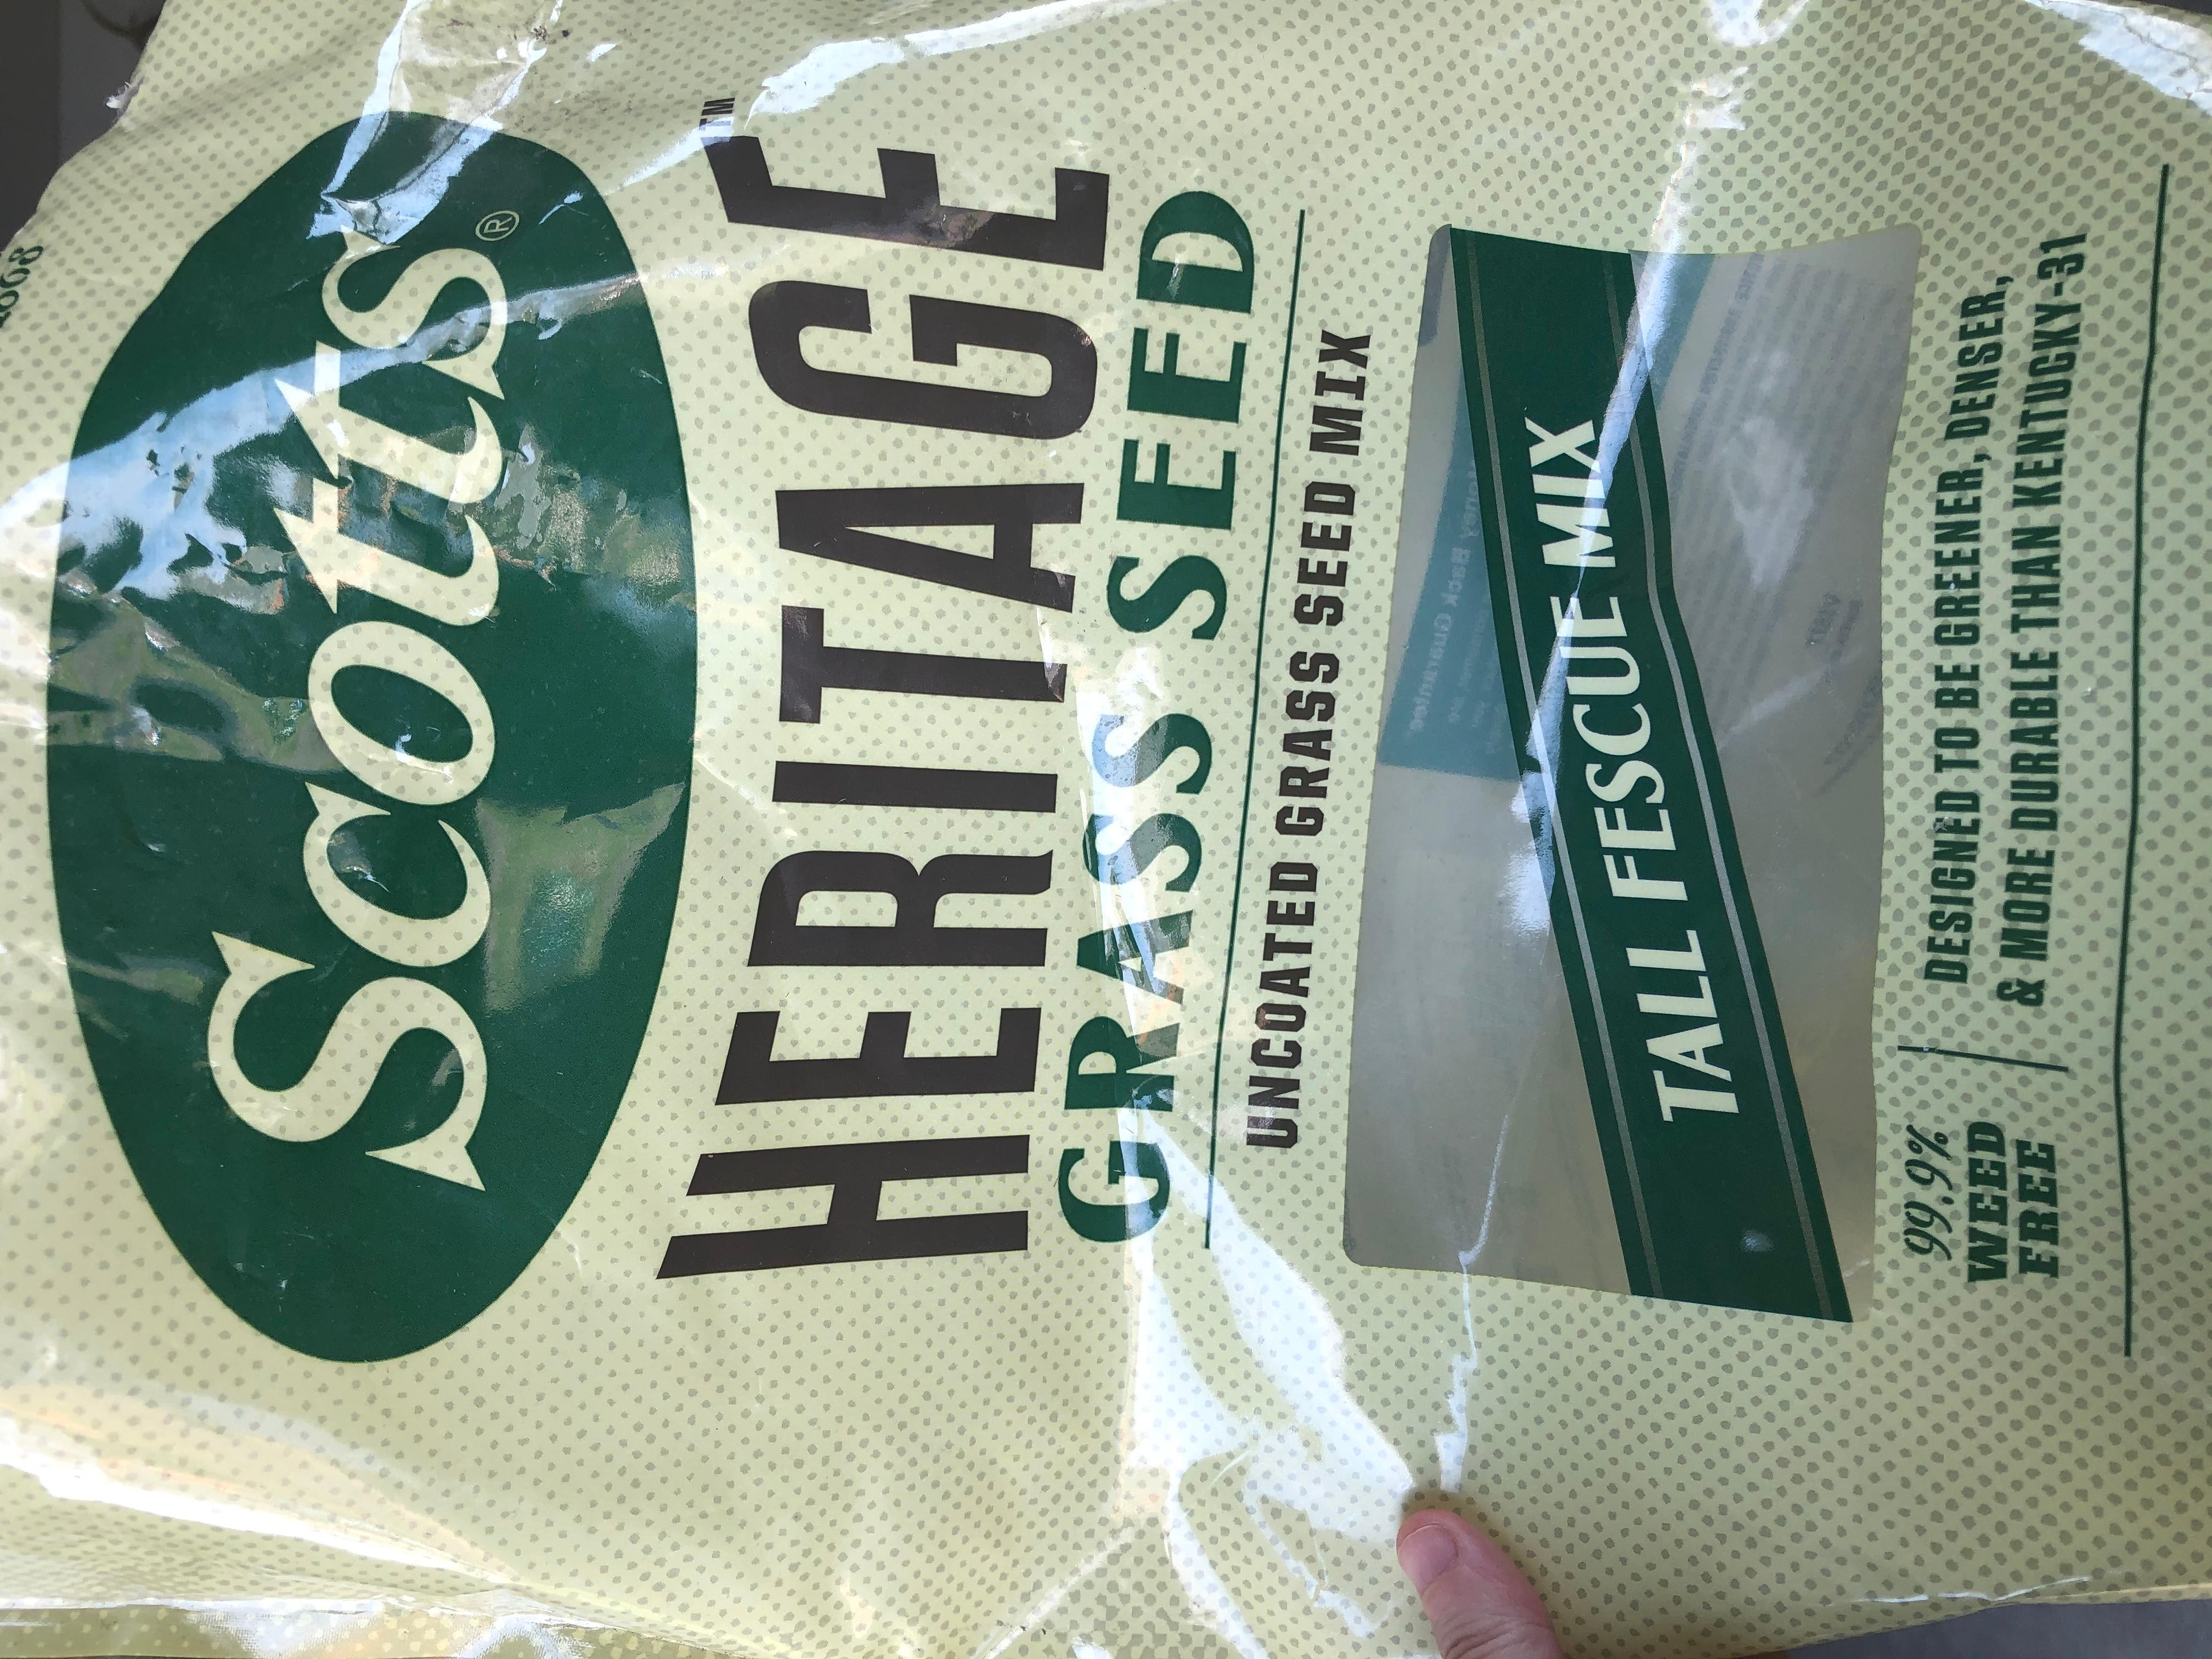 Scotts®
HERITAGE™
GRASS SEED
UNCOATED GRASS SEED MIX
TALL FESCUE MIX
99.9%
WEED
FREE
DESIGNED TO BE GREENER, DENSER,
& MORE DURABLE THAN KENTUCKY-31